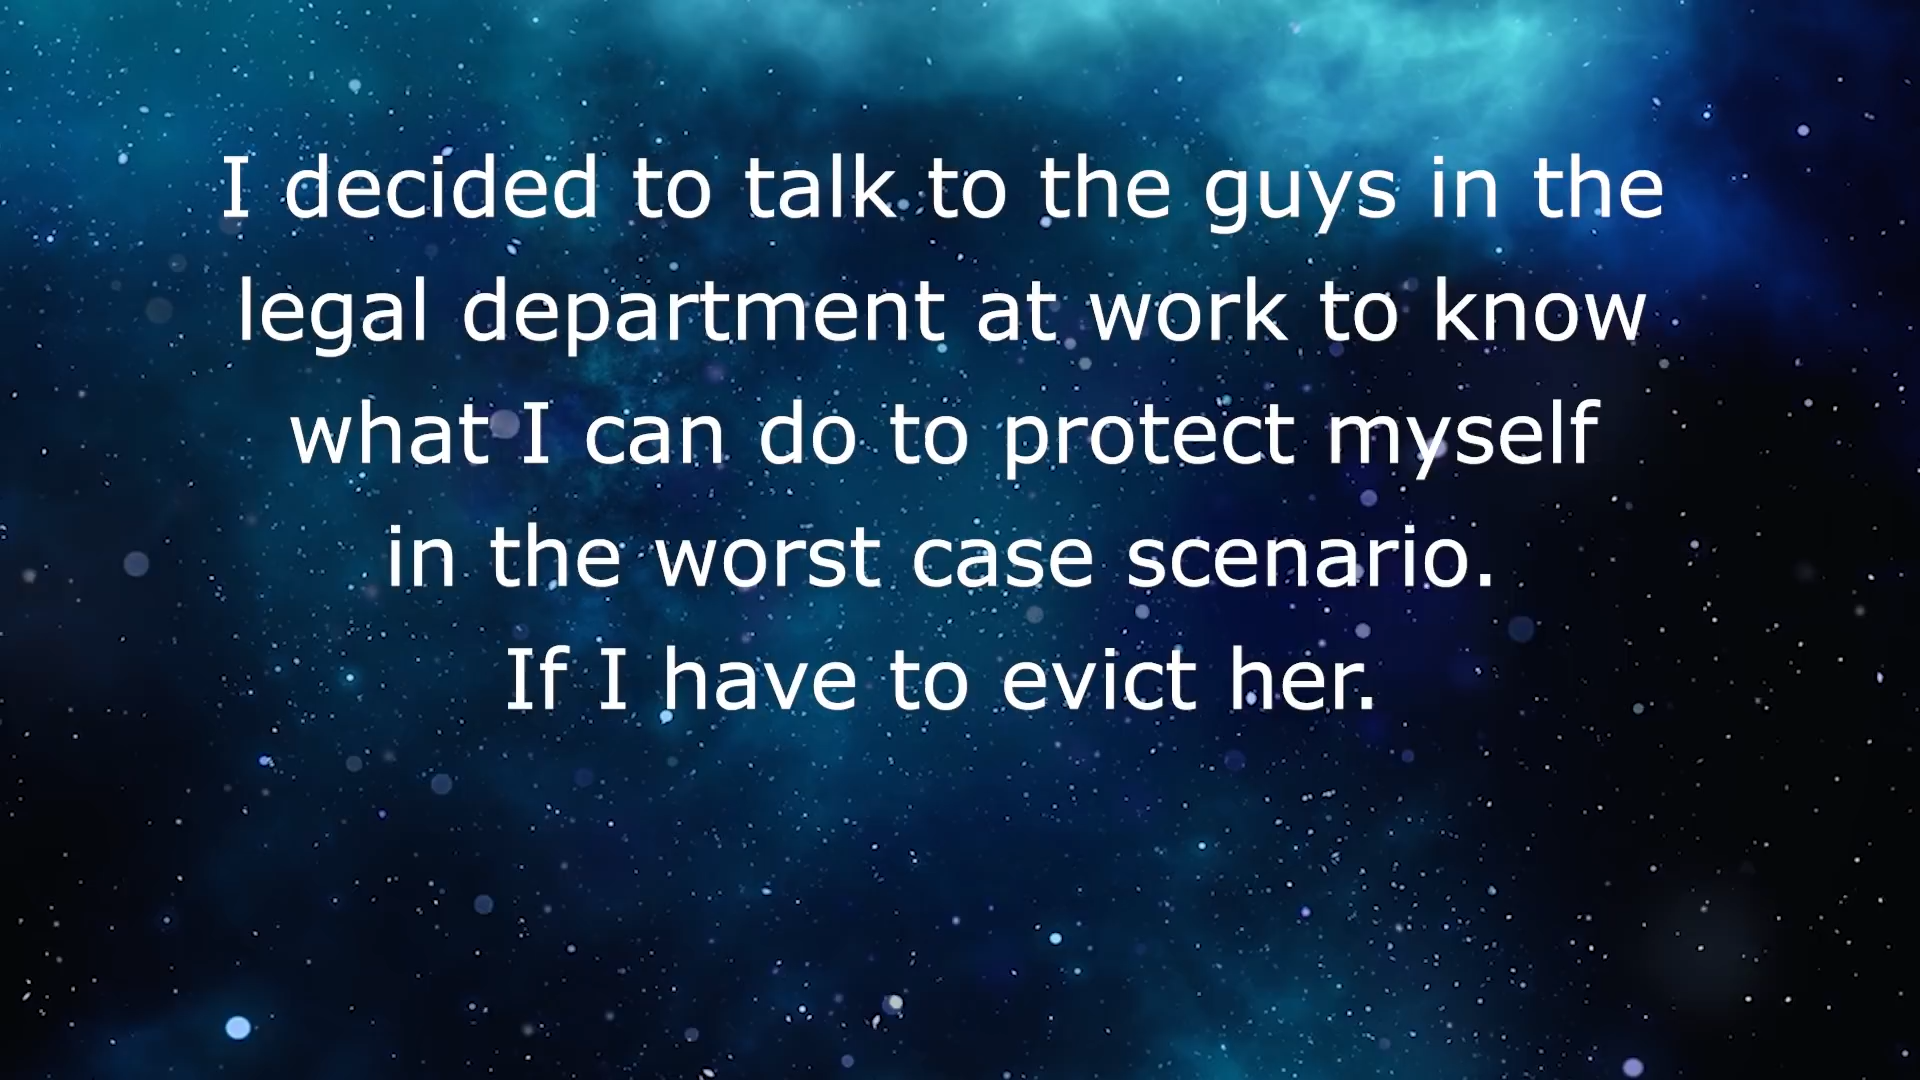 I decided to talk to the guys in the
legal department at work to know
what I can do to protect myself
in the worst case scenario.
If I have to evict her.